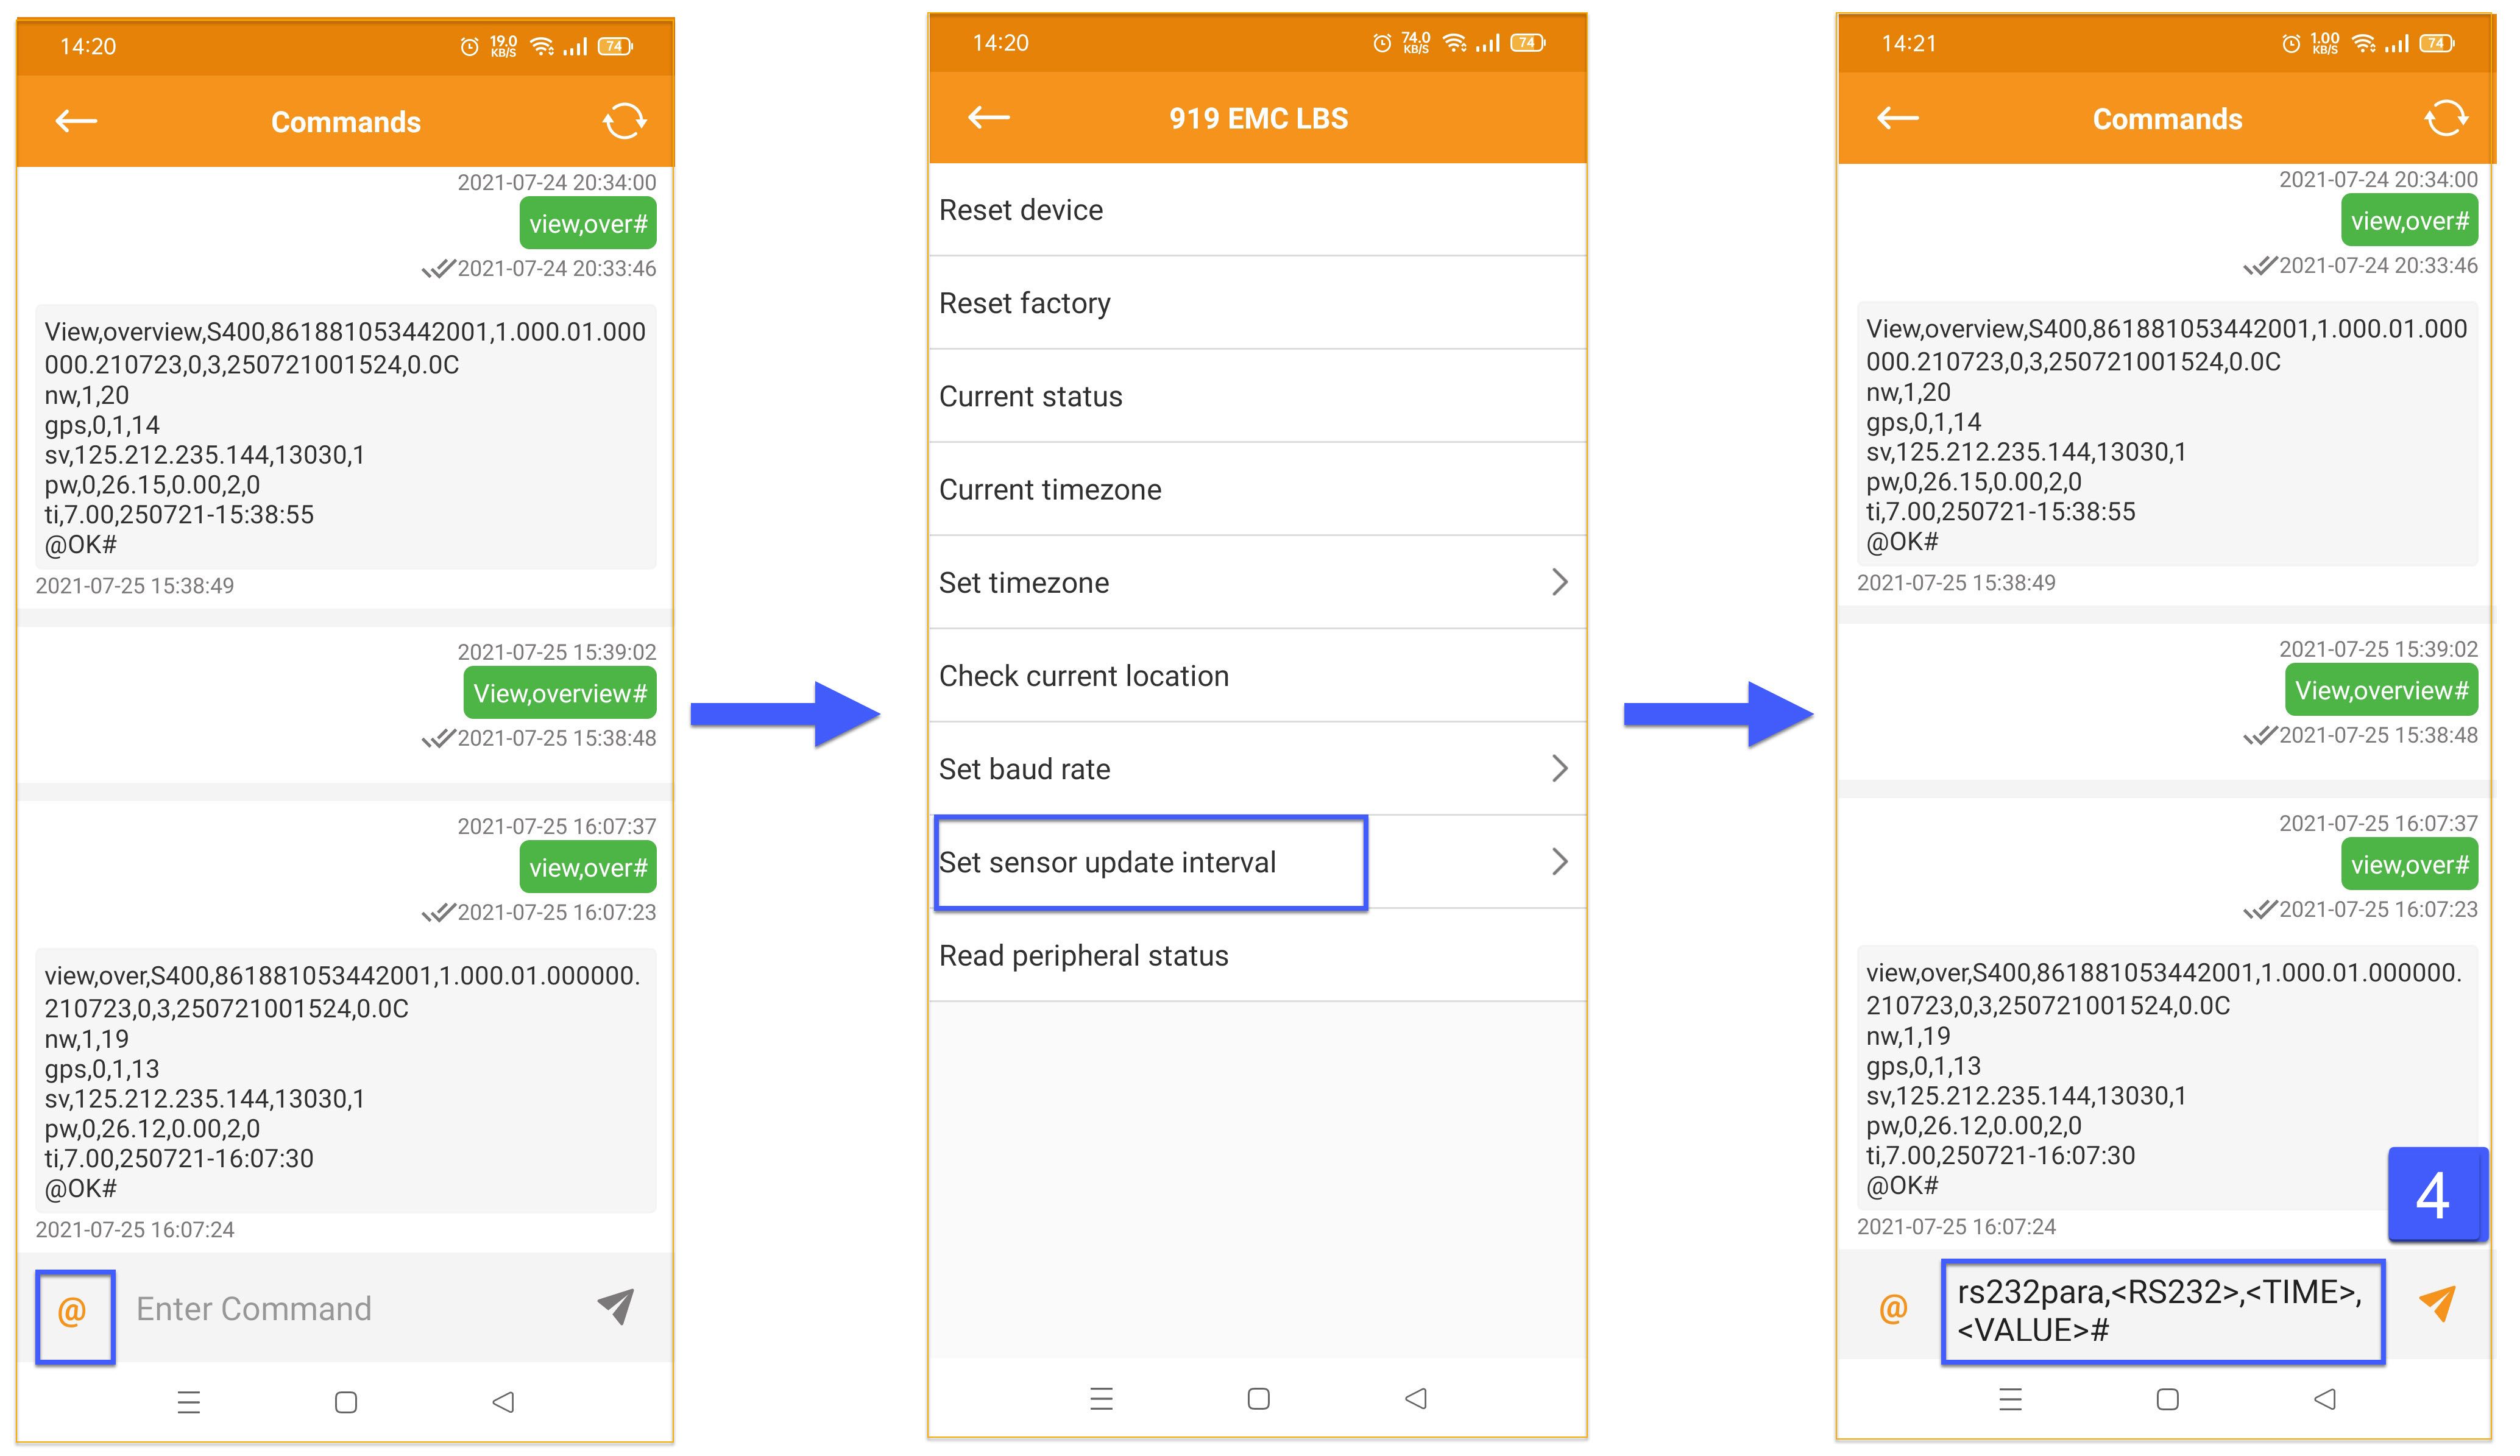 14:20
19.0
KB/S
74
Commands
2021-07-24 20:34:00
view,over#
2021-07-24 20:33:46
View,overview,S400,861881053442001,1.000.01.000
000.210723,0,3,250721001524,0.0C
nw,1,20
gps,0,1,14
sv,125.212.235.144,13030,1
pw,0,26.15,0.00,2,0
ti,7.00,250721-15:38:55
@OK#
2021-07-25 15:38:49
2021-07-25 15:39:02
View,overview#
2021-07-25 15:38:48
2021-07-25 16:07:37
view,over#
2021-07-25 16:07:23
view,over,S400,861881053442001,1.000.01.000000.
210723,0,3,250721001524,0.0C
nw,1,19
gps,0,1,13
sv,125.212.235.144,13030,1
pw,0,26.12,0.00,2,0
ti,7.00,250721-16:07:30
@OK#
2021-07-25 16:07:24
@ Enter Command
14:20
74.0
KB/S
74
919 EMC LBS
Reset device
Reset factory
Current status
Current timezone
Set timezone
Check current location
Set baud rate
Set sensor update interval
Read peripheral status
14:21
1.00
KB/S
74
Commands
2021-07-24 20:34:00
view,over#
2021-07-24 20:33:46
View,overview,S400,861881053442001,1.000.01.000
000.210723,0,3,250721001524,0.0C
nw,1,20
gps,0,1,14
sv,125.212.235.144,13030,1
pw,0,26.15,0.00,2,0
ti,7.00,250721-15:38:55
@OK#
2021-07-25 15:38:49
2021-07-25 15:39:02
View,overview#
2021-07-25 15:38:48
2021-07-25 16:07:37
view,over#
2021-07-25 16:07:23
view,over,S400,861881053442001,1.000.01.000000.
210723,0,3,250721001524,0.0C
nw,1,19
gps,0,1,13
sv,125.212.235.144,13030,1
pw,0,26.12,0.00,2,0
ti,7.00,250721-16:07:30
@OK#
2021-07-25 16:07:24
4
@ rs232para,<RS232>,<TIME>,
<VALUE>#